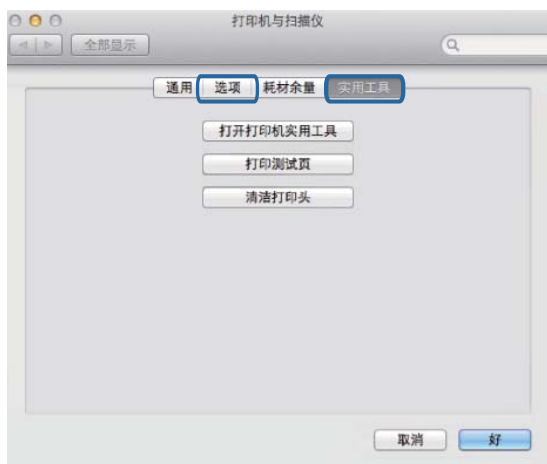 打印机与扫描仪
全部显示
通用 选项 耗材余量 实用工具
打开打印机实用工具
打印测试页
清洁打印头
取消 好